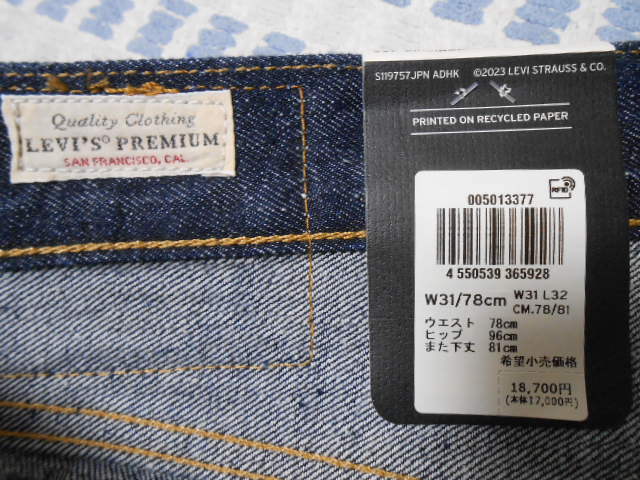 Quality Clothing
LEVI'S® PREMIUM
SAN FRANCISCO, CAL.
S119757JPN ADHK ©2023 LEVI STRAUSS & CO.
PRINTED ON RECYCLED PAPER
RFID
005013377
4 550539 365928
W31/78cm
W31 L32
CM.78/81
ウエスト 78cm
ヒップ 96cm
また下丈 81cm
希望小売価格
18,700円
(本体17,000円)